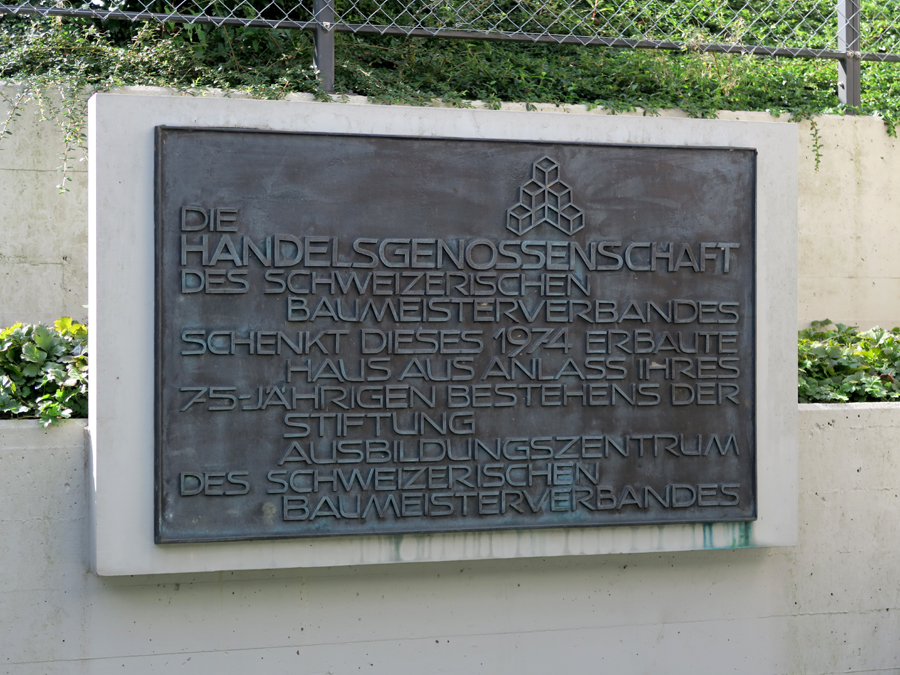 DIE
HANDELSGENOSSENSCHAFT
DES SCHWEIZERISCHEN
BAUMEISTERVERBANDES
SCHENKT DIESES 1974 ERBAUTE
HAUS AUS ANLASS IHRES
75-JÄHRIGEN BESTEHENS DER
STIFTUNG
AUSBILDUNGSZENTRUM
DES SCHWEIZERISCHEN
BAUMEISTERVERBANDES